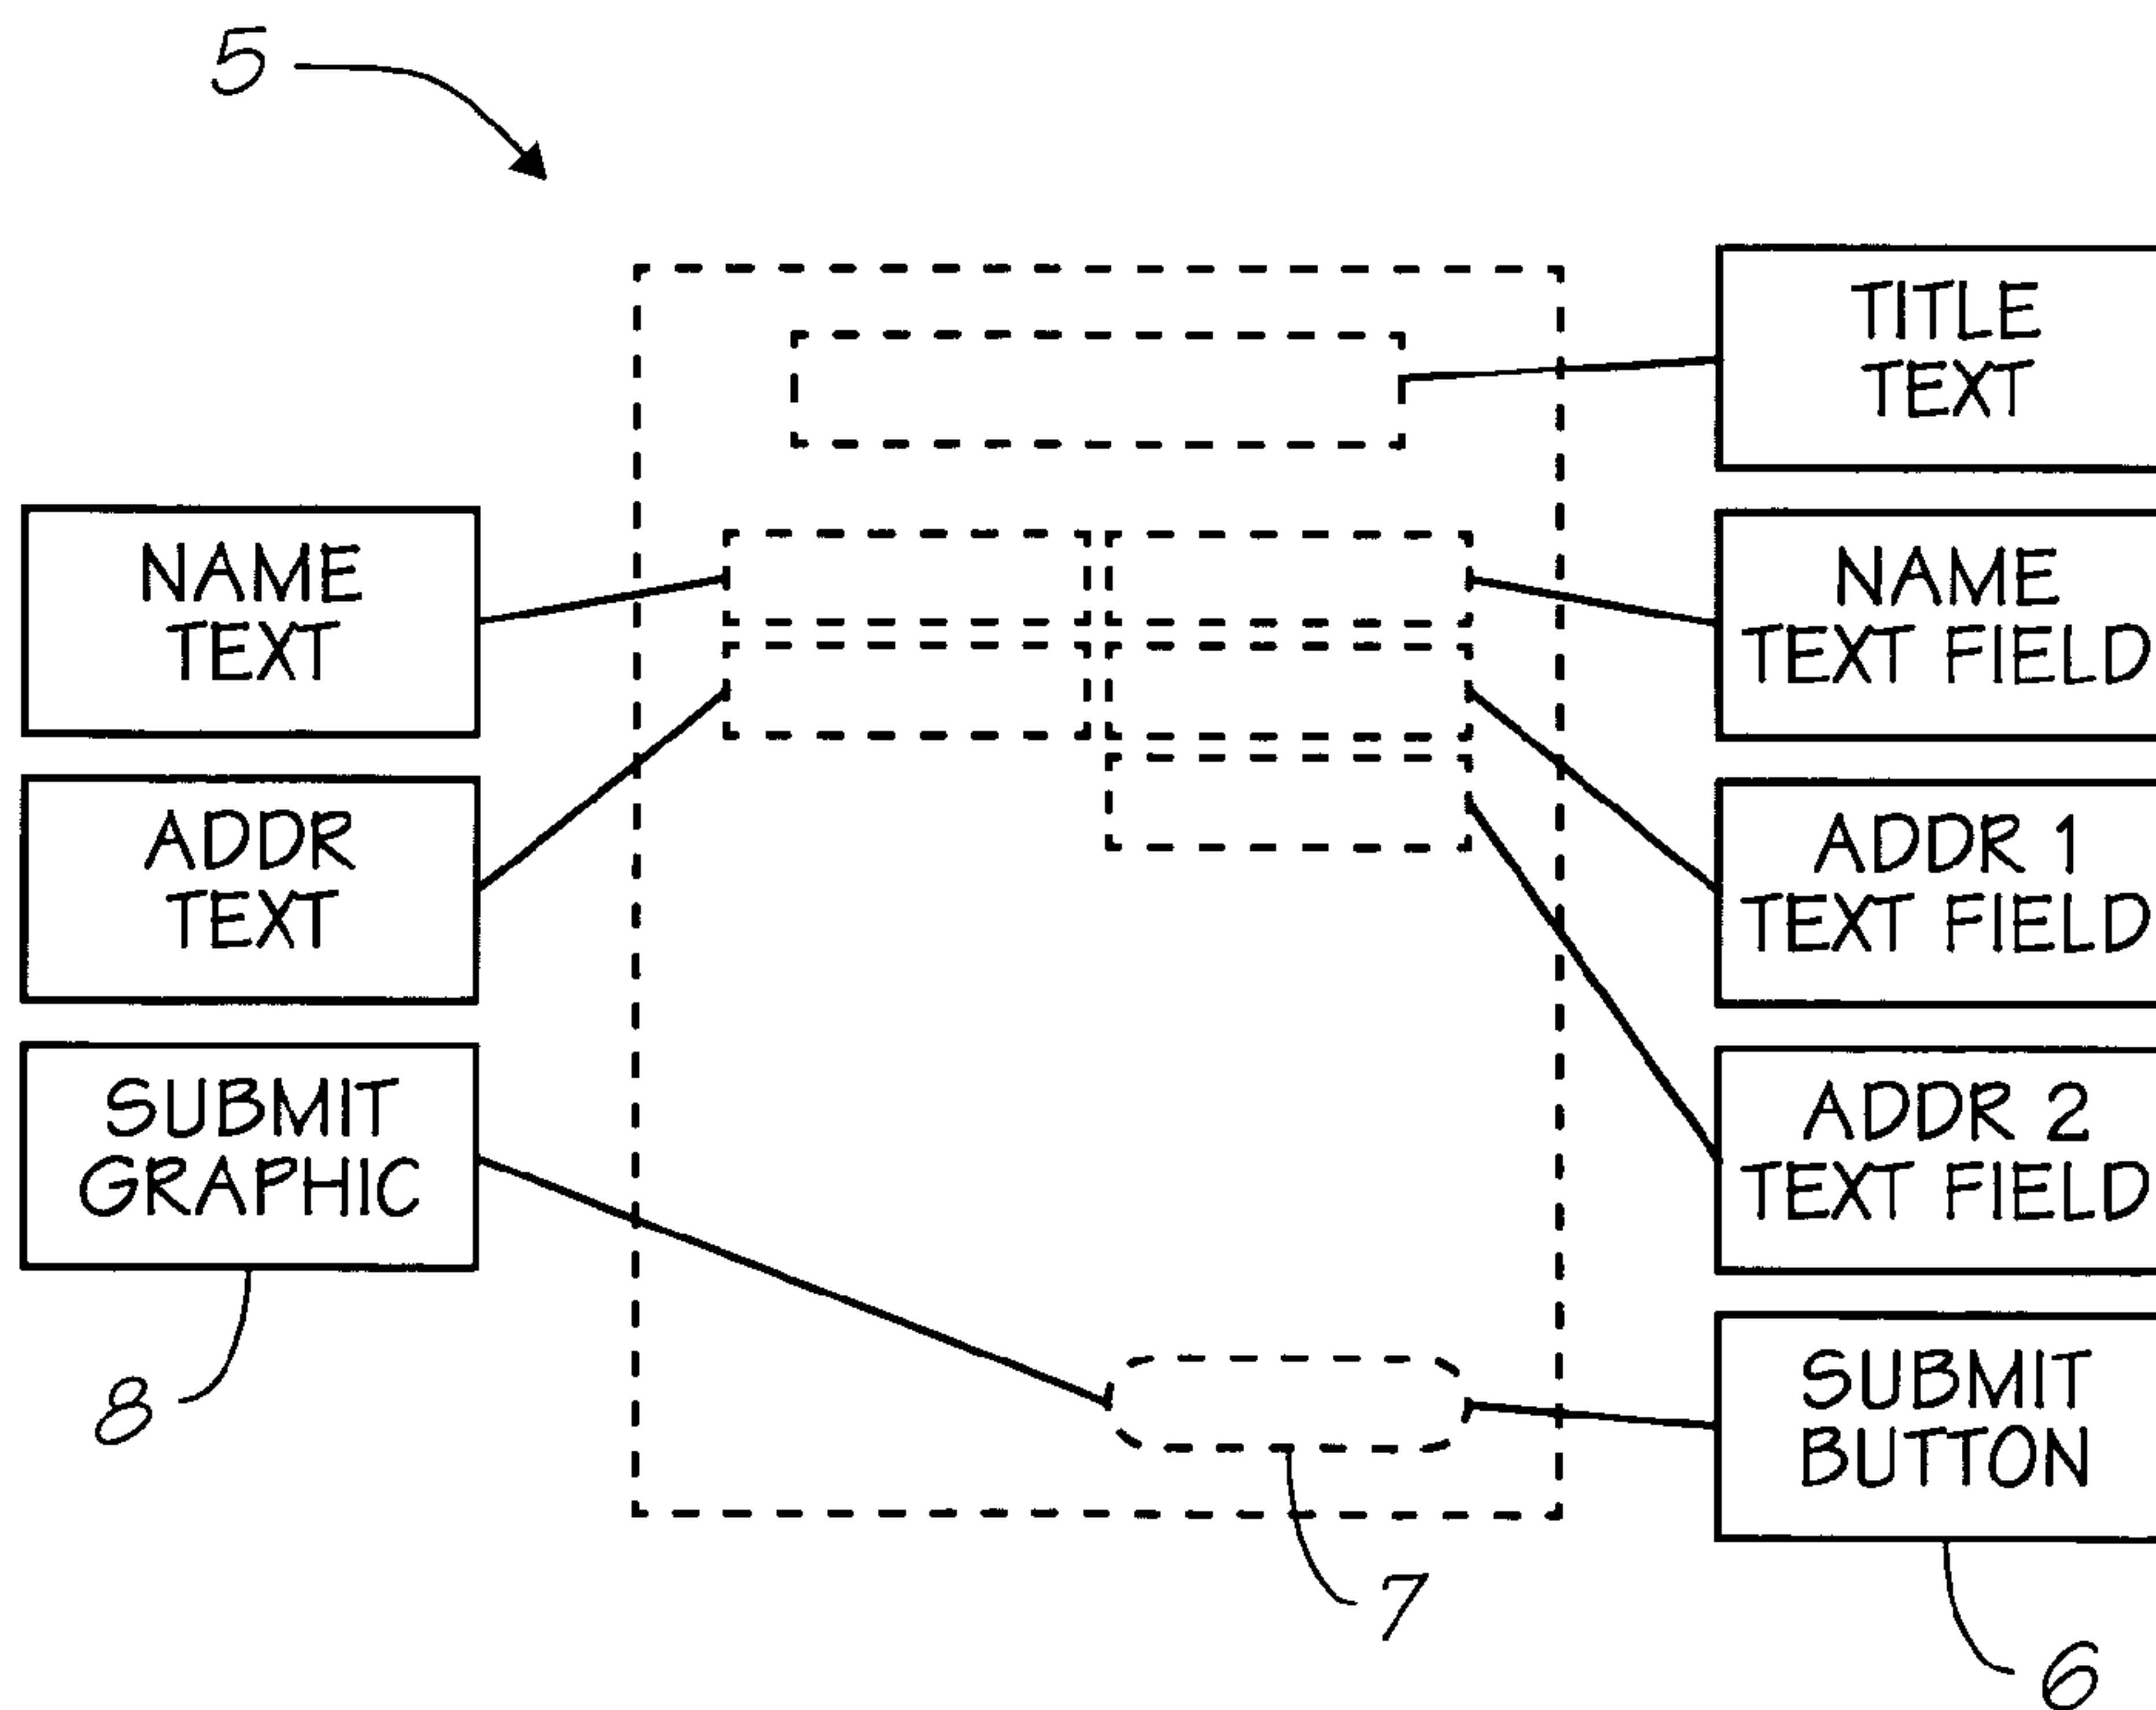 5
TITLE
TEXT
NAME
TEXT
NAME
TEXT FIELD
ADDR
TEXT
ADDR 1
TEXT FIELD
SUBMIT
GRAPHIC
ADDR 2
TEXT FIELD
8
SUBMIT
BUTTON
7
6